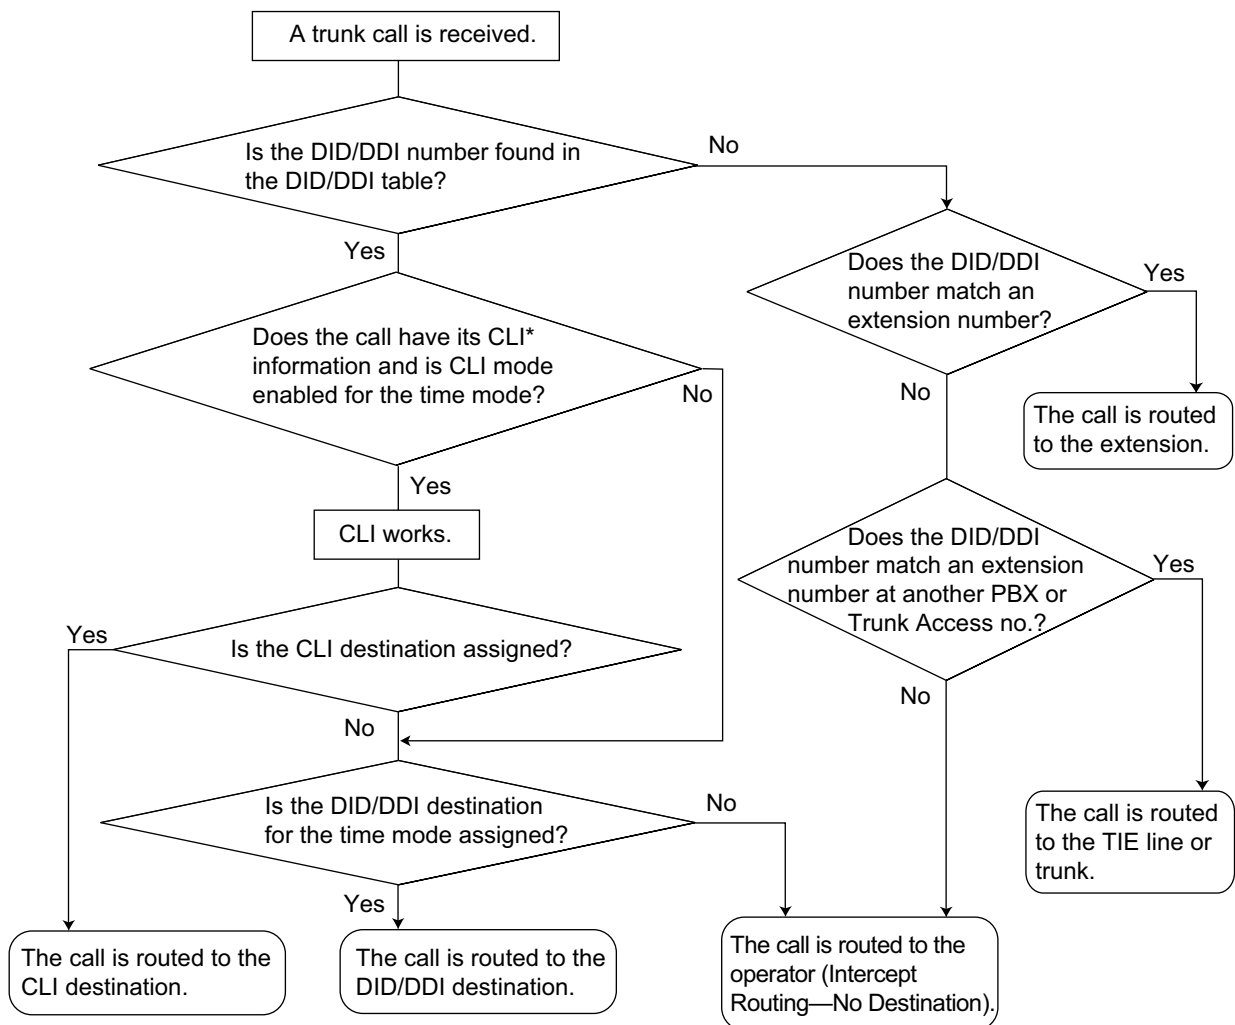 A trunk call is received.
Is the DID/DDI number found in
the DID/DDI table?
No
Yes
Does the DID/DDI
number match an
extension number?
Yes
No
The call is routed
to the extension.
Does the call have its CLI*
information and is CLI mode
enabled for the time mode?
No
Yes
CLI works.
Does the DID/DDI
number match an extension
number at another PBX or
Trunk Access no.?
Yes
No
Is the CLI destination assigned?
Yes
No
Is the DID/DDI destination
for the time mode assigned?
No
Yes
The call is routed
to the TIE line or
trunk.
The call is routed to the
CLI destination.
The call is routed to the
DID/DDI destination.
The call is routed to the
operator (Intercept
Routing—No Destination).